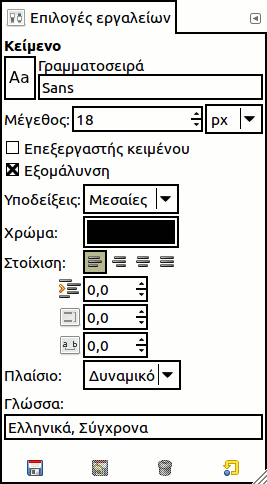 Επιλογές εργαλείων
Κείμενο
Aa
Γραμματοσειρά
Sans
Μέγεθος: 18 px
Επεξεργαστής κειμένου
Εξομάλυνση
Υποδείξεις: Μεσαίες
Χρώμα:
Στοίχιση:
0,0
0,0
a b 0,0
Πλαίσιο: Δυναμικό
Γλώσσα:
Ελληνικά, Σύγχρονα